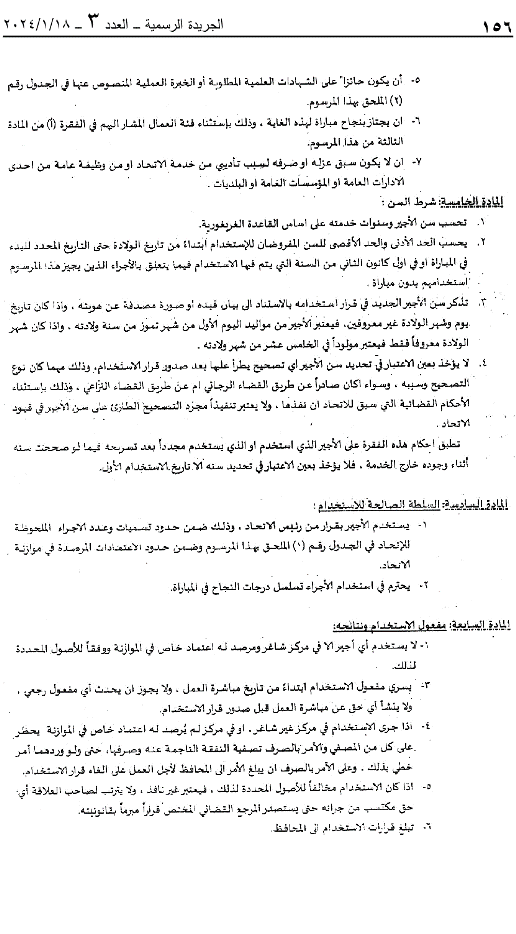 ١٥٦
الجريدة الرسمية ــ العدد ٣ ــ ٢٠٢٤/١/١٨
٥- أن يكون حائزاً على الشهادات العلمية المطلوبة أو الخبرة العملية المنصوص عنها في الجدول رقم
(٢) الملحق بهذا المرسوم.
٦- ان يجتاز بنجاح مباراة لهذه الغاية ، وذلك بإستثناء فئة العمال المشار اليهم في الفقرة (أ) من المادة
الثالثة من هذا المرسوم.
٧- ان لا يكون سبق عزله او صرفه لسبب تأديبي من خدمة الاتحاد او من وظيفة عامة من احدى
الادارات العامة او المؤسسات العامة او البلديات .
المادة الخامسة: شرط السن :
١. تحسب سن الأجير وسنوات خدمته على اساس القاعدة الغريغورية.
٢. يحسب الحد الأدنى والحد الأقصى للسن المفروضان للإستخدام أبتداءً من تاريخ الولادة حتى التاريخ المحدد للبدء
في المباراة او في اول كانون الثاني من السنة التي يتم فيها الاستخدام فيما يتعلق بالأجراء الذين يجيز هذا المرسوم
استخدامهم بدون مباراة .
٣. تذكر سن الأجير الجديد في قرار استخدامه بالاستناد الى بيان قيده او صورة مصدقة عن هويته ، واذا كان تاريخ
يوم وشهر الولادة غير معروفين، فيعتبر الأجير من مواليد اليوم الأول من شهر تموز من سنة ولادته ، واذا كان شهر
الولادة معروفاً فقط فيعتبر مولوداً في الخامس عشر من شهر ولادته .
٤. لا يؤخذ بعين الاعتبار في تحديد سن الأجير اي تصحيح يطرأ عليها بعد صدور قرار الاستخدام، وذلك مهما كان نوع
التصحيح وسببه ، وسواء اكان صادراً عن طريق القضاء الرجائي ام عن طريق القضاء النزاعي ، وذلك بإستثناء
الأحكام القضائية التي سبق للاتحاد ان نفذها ، ولا يعتبر تنفيذاً مجرد التصحيح الطارئ على سن الأجير في قيود
الاتحاد .
تطبق احكام هذه الفقرة على الأجير الذي استخدم او الذي يستخدم مجدداً بعد تسريحه فيما لو صححت سنه
أثناء وجوده خارج الخدمة ، فلا يؤخذ بعين الاعتبار في تحديد سنه الا تاريخ الاستخدام الأول.
المادة السادسة: السلطة الصالحة للاستخدام :
١- يستخدم الأجير بقرار من رئيس الاتحاد ، وذلك ضمن حدود تسميات وعدد الاجراء الملحوظة
للإتحاد في الجدول رقم (١) الملحق بهذا المرسوم وضمن حدود الاعتمادات المرصدة في موازنة
الاتحاد.
٢- يحترم في استخدام الأجراء تسلسل درجات النجاح في المباراة.
المادة السابعة: مفعول الاستخدام ونتائجه:
١- لا يستخدم أي أجير الا في مركز شاغر ومرصد له اعتماد خاص في الموازنة ووفقاً للأصول المحددة
لذلك.
٣- يسري مفعول الاستخدام ابتداءً من تاريخ مباشرة العمل ، ولا يجوز ان يحدث أي مفعول رجعي ،
ولا ينشأ أي حق عن مباشرة العمل قبل صدور قرار الاستخدام.
٤- اذا جرى الاستخدام في مركز غير شاغر ، او في مركز لم يُرصد له اعتماد خاص في الموازنة يحظر
على كل من المصفي والآمر بالصرف تصفية النفقة الناجمة عنه وصرفها، حتى ولو وردهما أمر
خطي بذلك . وعلى الآمر بالصرف ان يبلغ الأمر الى المحافظ لأجل العمل على الغاء قرار الاستخدام.
٥- اذا كان الاستخدام مخالفاً للأصول المحددة لذلك ، فيعتبر غير نافذ ، ولا يترتب لصاحب العلاقة أي
حق مكتسب من جرائه حتى يستصدر المرجع القضائي المختص قراراً مبرماً بقانونيته.
٦. تبلغ قرارات الاستخدام الى المحافظ.